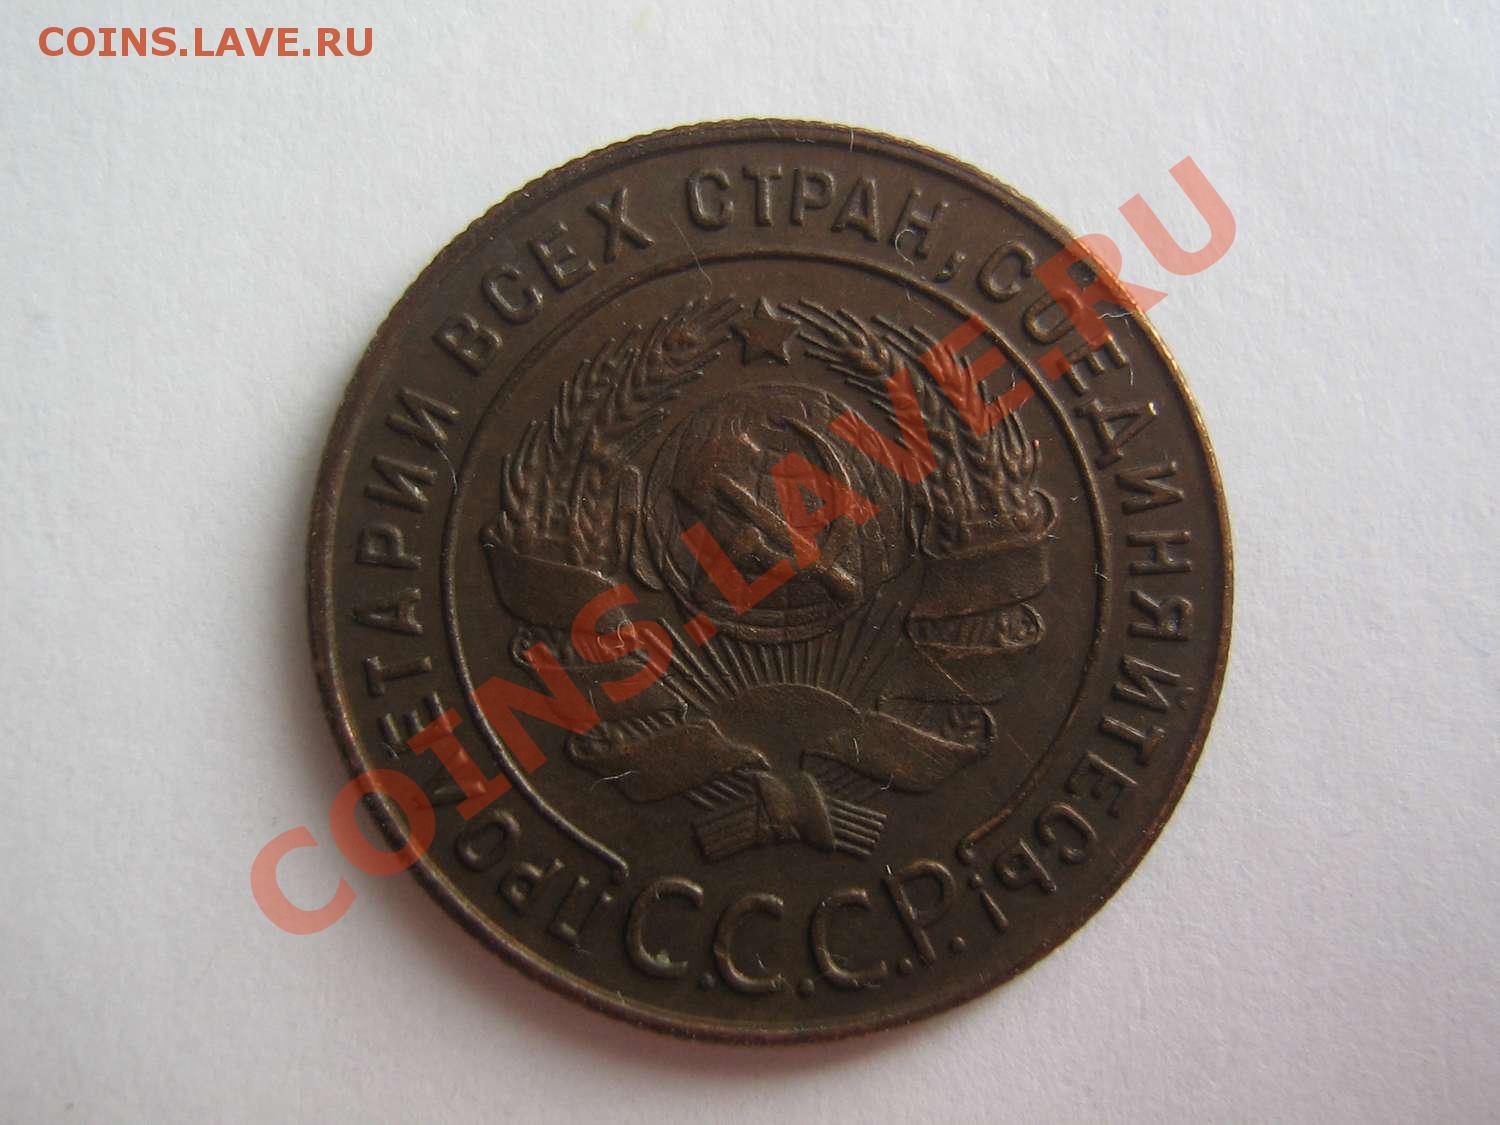 COINS.LAVE.RU
ПРОЛЕТАРИИ ВСЕХ СТРАН, СОЕДИНЯЙТЕСЬ!
С.С.С.Р.
COINS.LAVE.RU